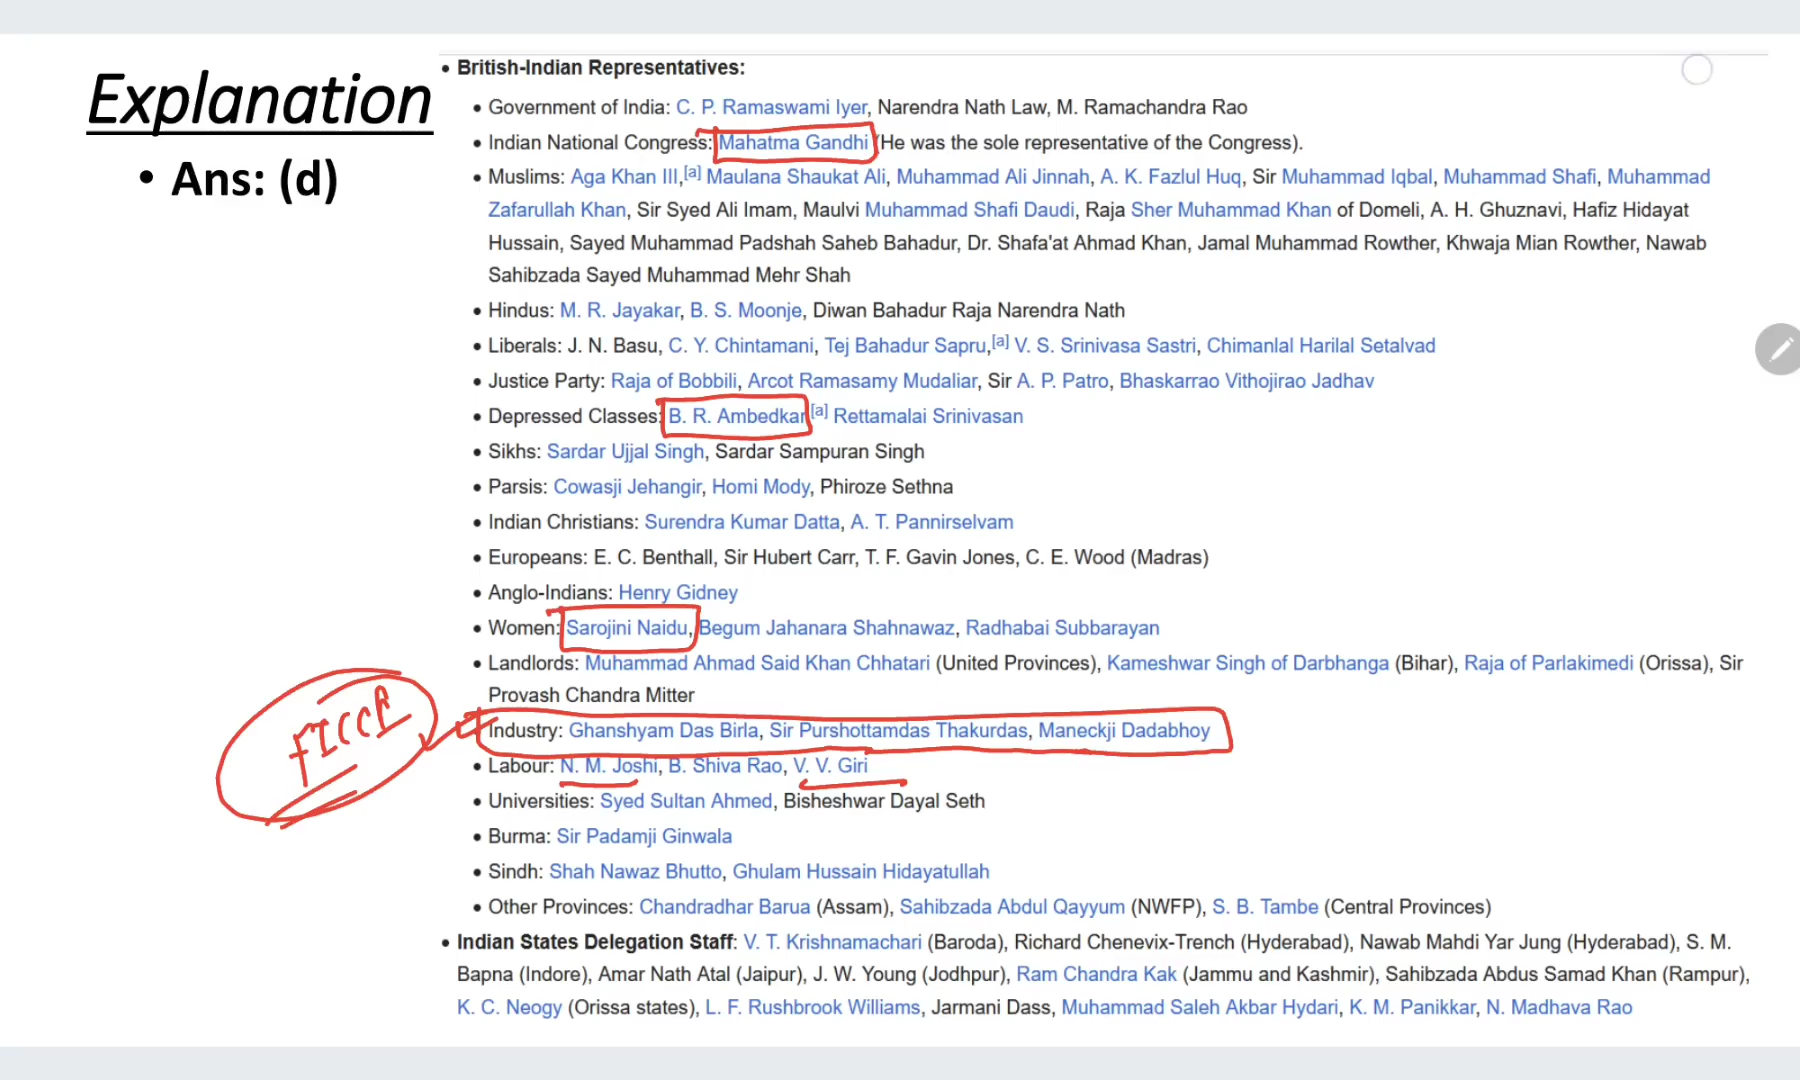 Explanation
• Ans: (d)
• British-Indian Representatives:
• Government of India: C. P. Ramaswami Iyer, Narendra Nath Law, M. Ramachandra Rao
• Indian National Congress: Mahatma Gandhi (He was the sole representative of the Congress).
• Muslims: Aga Khan III,[a] Maulana Shaukat Ali, Muhammad Ali Jinnah, A. K. Fazlul Huq, Sir Muhammad Iqbal, Muhammad Shafi, Muhammad
Zafarullah Khan, Sir Syed Ali Imam, Maulvi Muhammad Shafi Daudi, Raja Sher Muhammad Khan of Domeli, A. H. Ghuznavi, Hafiz Hidayat
Hussain, Sayed Muhammad Padshah Saheb Bahadur, Dr. Shafa'at Ahmad Khan, Jamal Muhammad Rowther, Khwaja Mian Rowther, Nawab
Sahibzada Sayed Muhammad Mehr Shah
• Hindus: M. R. Jayakar, B. S. Moonje, Diwan Bahadur Raja Narendra Nath
• Liberals: J. N. Basu, C. Y. Chintamani, Tej Bahadur Sapru,[a] V. S. Srinivasa Sastri, Chimanlal Harilal Setalvad
• Justice Party: Raja of Bobbili, Arcot Ramasamy Mudaliar, Sir A. P. Patro, Bhaskarrao Vithojirao Jadhav
• Depressed Classes: B. R. Ambedkar [a] Rettamalai Srinivasan
• Sikhs: Sardar Ujjal Singh, Sardar Sampuran Singh
• Parsis: Cowasji Jehangir, Homi Mody, Phiroze Sethna
• Indian Christians: Surendra Kumar Datta, A. T. Pannirselvam
• Europeans: E. C. Benthall, Sir Hubert Carr, T. F. Gavin Jones, C. E. Wood (Madras)
• Anglo-Indians: Henry Gidney
• Women: Sarojini Naidu, Begum Jahanara Shahnawaz, Radhabai Subbarayan
• Landlords: Muhammad Ahmad Said Khan Chhatari (United Provinces), Kameshwar Singh of Darbhanga (Bihar), Raja of Parlakimedi (Orissa), Sir
Provash Chandra Mitter
Industry: Ghanshyam Das Birla, Sir Purshottamdas Thakurdas, Maneckji Dadabhoy
• Labour: N. M. Joshi, B. Shiva Rao, V. V. Giri
• Universities: Syed Sultan Ahmed, Bisheshwar Dayal Seth
• Burma: Sir Padamji Ginwala
• Sindh: Shah Nawaz Bhutto, Ghulam Hussain Hidayatullah
• Other Provinces: Chandradhar Barua (Assam), Sahibzada Abdul Qayyum (NWFP), S. B. Tambe (Central Provinces)
• Indian States Delegation Staff: V. T. Krishnamachari (Baroda), Richard Chenevix-Trench (Hyderabad), Nawab Mahdi Yar Jung (Hyderabad), S. M.
Bapna (Indore), Amar Nath Atal (Jaipur), J. W. Young (Jodhpur), Ram Chandra Kak (Jammu and Kashmir), Sahibzada Abdus Samad Khan (Rampur),
K. C. Neogy (Orissa states), L. F. Rushbrook Williams, Jarmani Dass, Muhammad Saleh Akbar Hydari, K. M. Panikkar, N. Madhava Rao